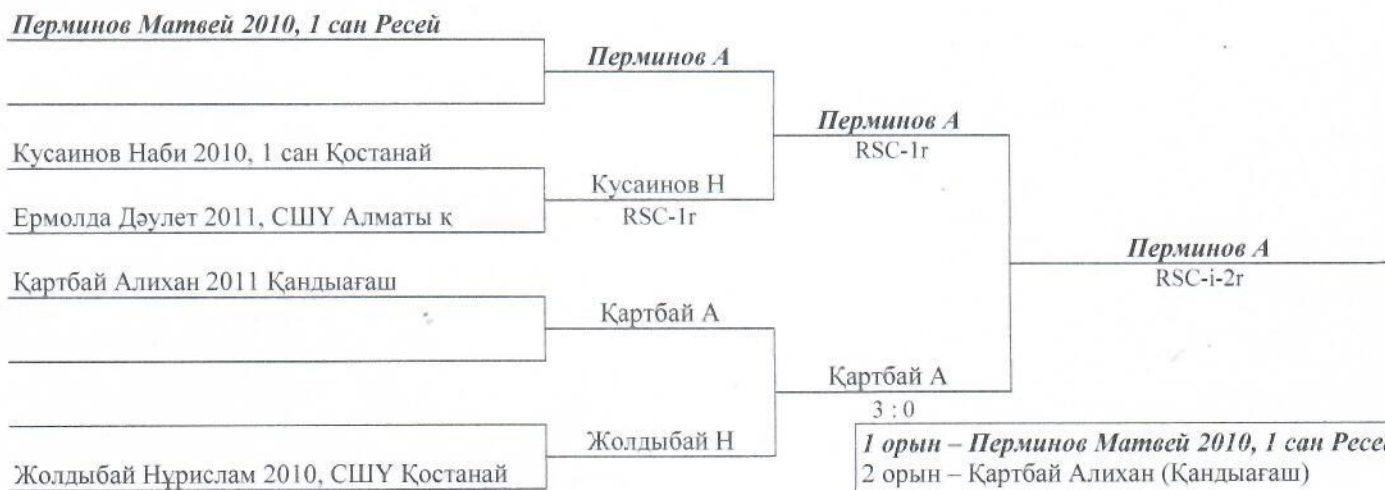 Перминов Матвей 2010, 1 сан Ресей
Перминов А
Перминов А
RSC-1r
Кусаинов Наби 2010, 1 сан Қостанай
Кусаинов Н
RSC-1r
Ермолда Дәулет 2011, СШҮ Алматы қ
Перминов А
RSC-i-2r
Қартбай Алихан 2011 Қандыағаш
Қартбай А
Қартбай А
3 : 0
Жолдыбай Н
Жолдыбай Нұрислам 2010, СШҮ Қостанай
1 орын – Перминов Матвей 2010, 1 сан Ресе
2 орын – Қартбай Алихан (Қандыағаш)